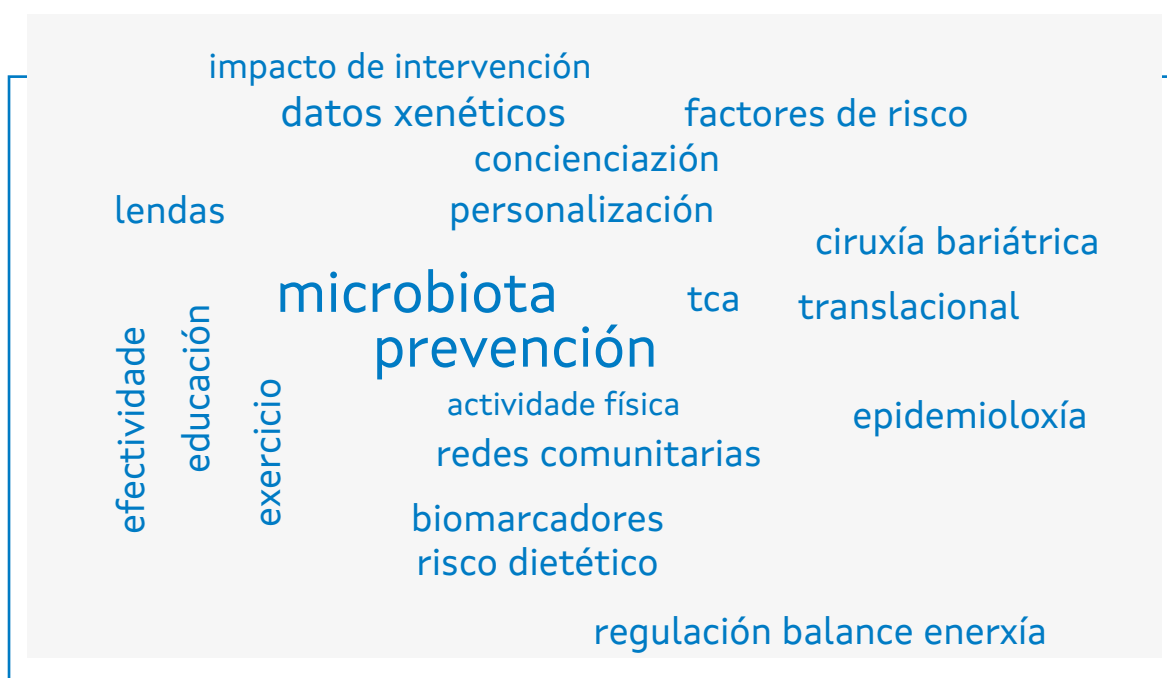 impacto de intervención
datos xenéticos
factores de risco
concienciazión
lendas
personalización
ciruxía bariátrica
microbiota
tca
translacional
prevención
efectividade
educación
exercicio
actividade física
epidemioloxía
redes comunitarias
biomarcadores
risco dietético
regulación balance enerxía